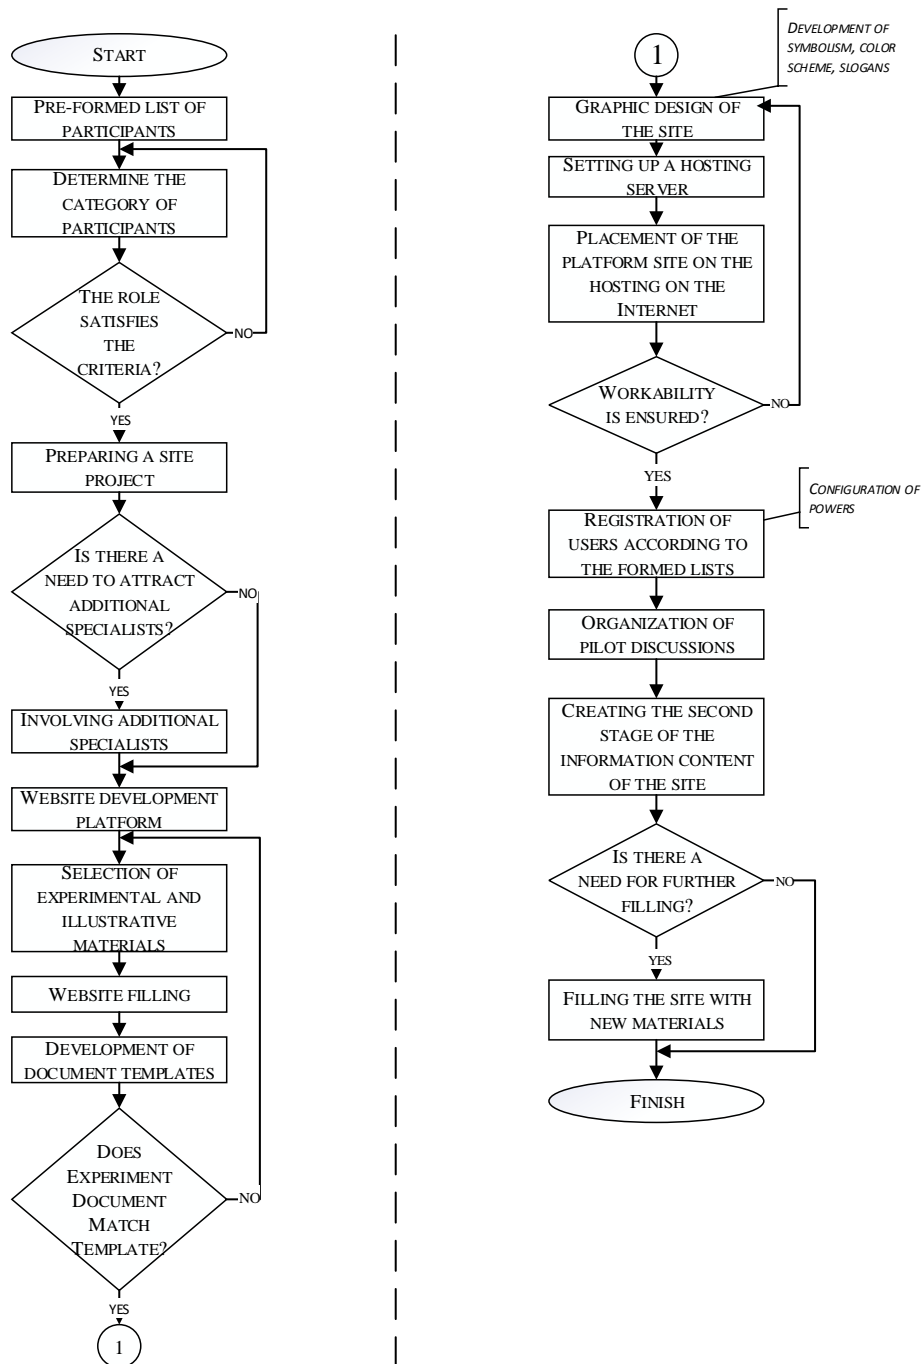 START
PRE-FORMED LIST OF
PARTICIPANTS
DETERMINE THE
CATEGORY OF
PARTICIPANTS
THE ROLE
SATISFIES
THE
CRITERIA?
NO
YES
PREPARING A SITE
PROJECT
IS THERE A
NEED TO ATTRACT
ADDITIONAL
SPECIALISTS?
NO
YES
INVOLVING ADDITIONAL
SPECIALISTS
WEBSITE DEVELOPMENT
PLATFORM
SELECTION OF
EXPERIMENTAL AND
ILLUSTRATIVE
MATERIALS
WEBSITE FILLING
DEVELOPMENT OF
DOCUMENT TEMPLATES
DOES
EXPERIMENT
DOCUMENT
MATCH
TEMPLATE?
NO
YES
1
1
DEVELOPMENT OF
SYMBOLISM, COLOR
SCHEME, SLOGANS
GRAPHIC DESIGN OF
THE SITE
SETTING UP A HOSTING
SERVER
PLACEMENT OF THE
PLATFORM SITE ON THE
HOSTING ON THE
INTERNET
WORKABILITY
IS ENSURED?
NO
YES
CONFIGURATION OF
POWERS
REGISTRATION OF
USERS ACCORDING TO
THE FORMED LISTS
ORGANIZATION OF
PILOT DISCUSSIONS
CREATING THE SECOND
STAGE OF THE
INFORMATION CONTENT
OF THE SITE
IS THERE A
NEED FOR FURTHER
FILLING?
NO
YES
FILLING THE SITE WITH
NEW MATERIALS
FINISH